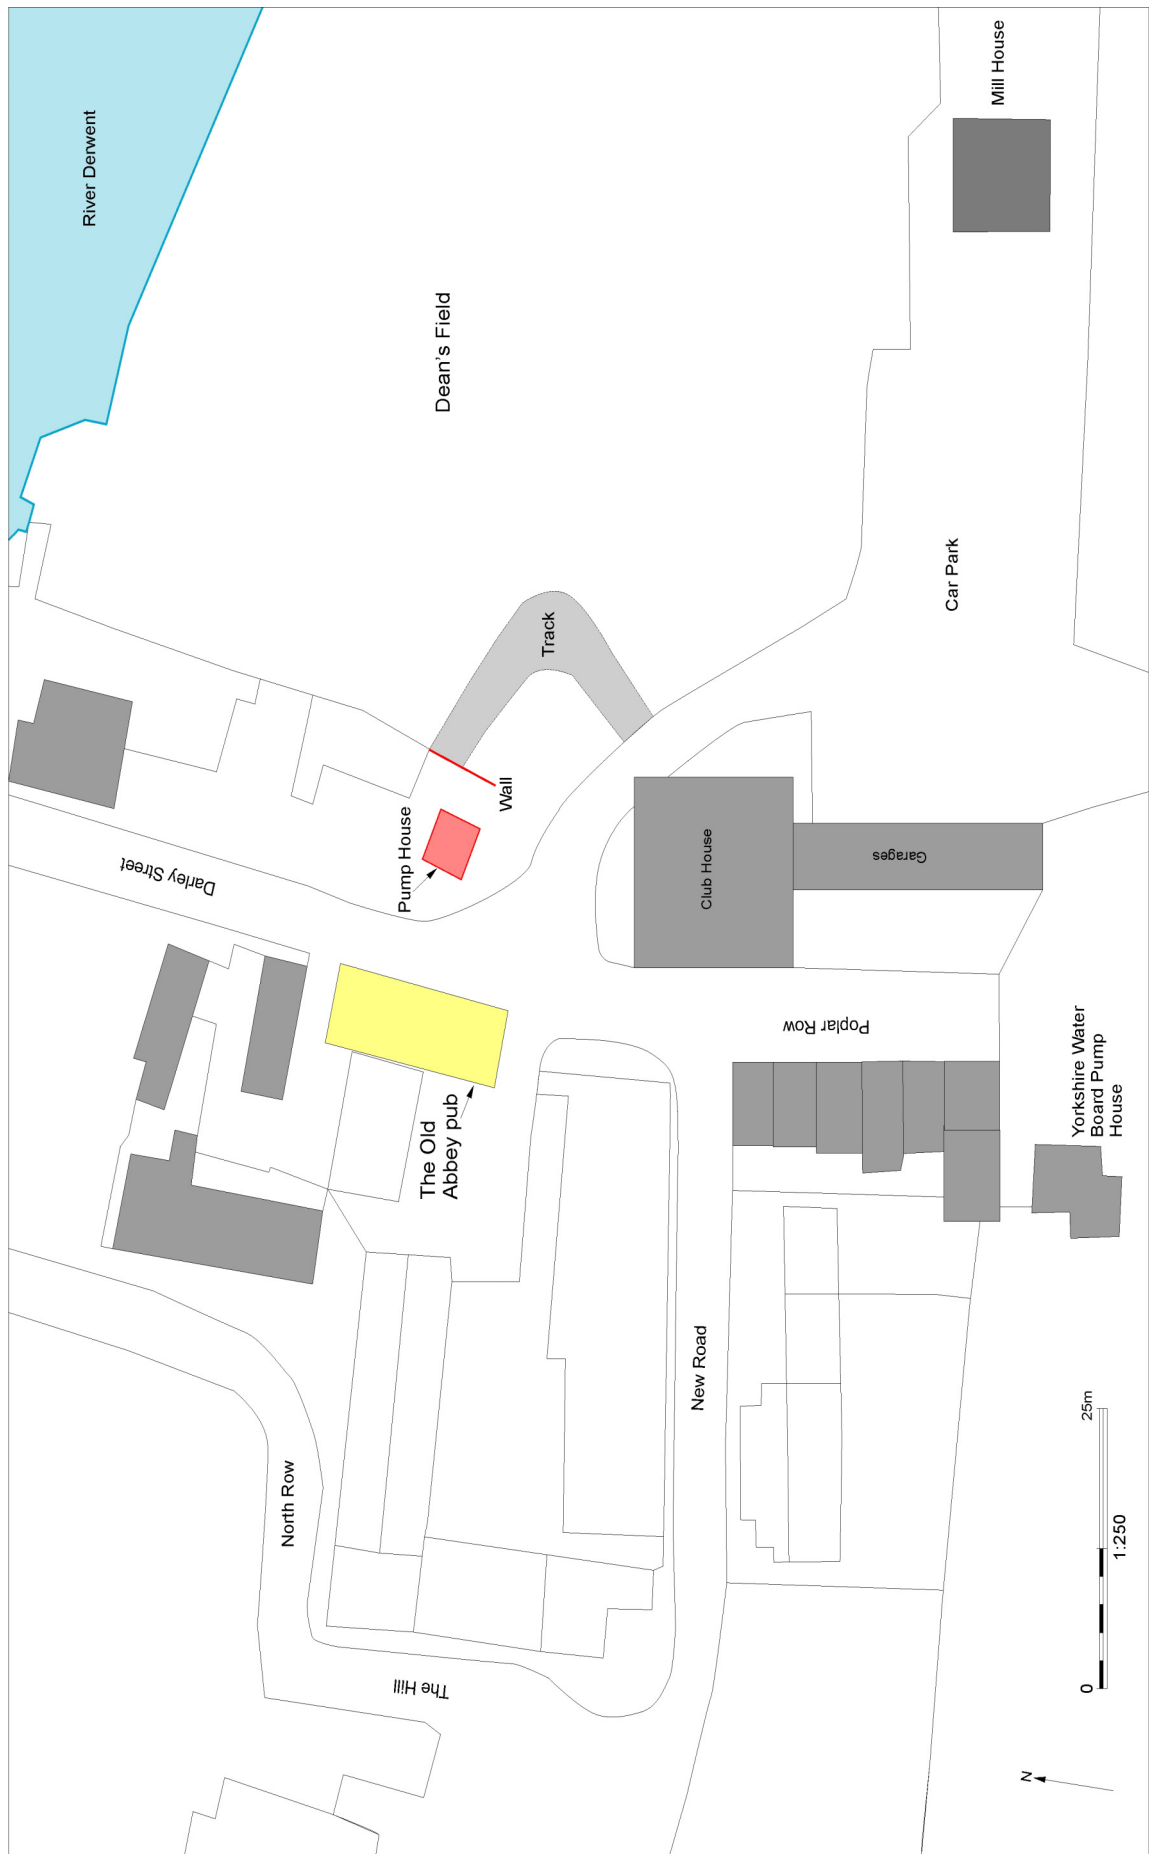 River Derwent
Mill House
Dean's Field
Car Park
Track
Wall
Pump House
Darley Street
Club House
Garages
Poplar Row
The Old
Abbey pub
Yorkshire Water
Board Pump
House
New Road
North Row
The Hill
0
25m
1:250
N